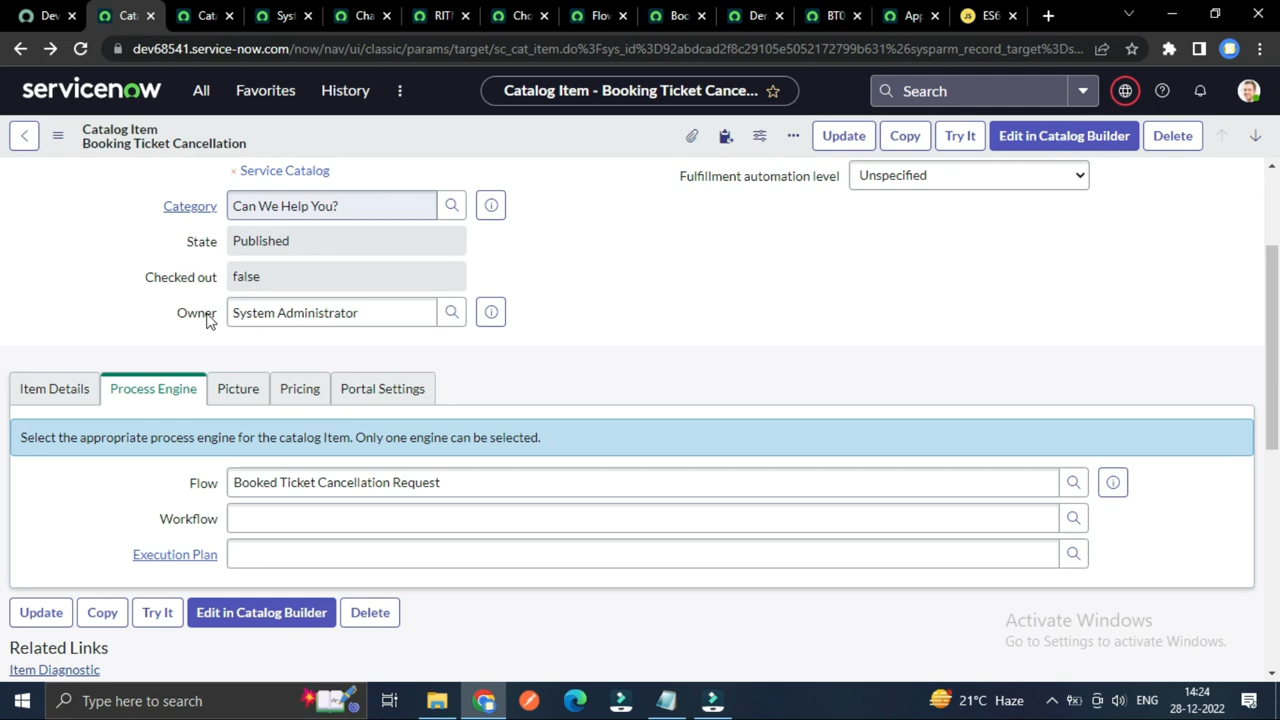 Dev
Cat
Cat
Syst
Cha
RITI
Cho
Flov
Boo
Der
BT0
App
JS ES6
dev68541.service-now.com/now/nav/ui/classic/params/target/sc_cat_item.do%3Fsys_id%3D92abdcad2f8c29105e5052172799b631%26sysparm_record_target%3Ds...
servicenow All Favorites History Catalog Item - Booking Ticket Cance... Search
Catalog Item
Booking Ticket Cancellation
Update Copy Try It Edit in Catalog Builder Delete
Service Catalog
Fulfillment automation level Unspecified
Category Can We Help You?
State Published
Checked out false
Owner System Administrator
Item Details Process Engine Picture Pricing Portal Settings
Select the appropriate process engine for the catalog Item. Only one engine can be selected.
Flow Booked Ticket Cancellation Request
Workflow
Execution Plan
Update Copy Try It Edit in Catalog Builder Delete
Related Links
Item Diagnostic
Activate Windows
Go to Settings to activate Windows.
Type here to search
21°C Haze
ENG
14:24
28-12-2022